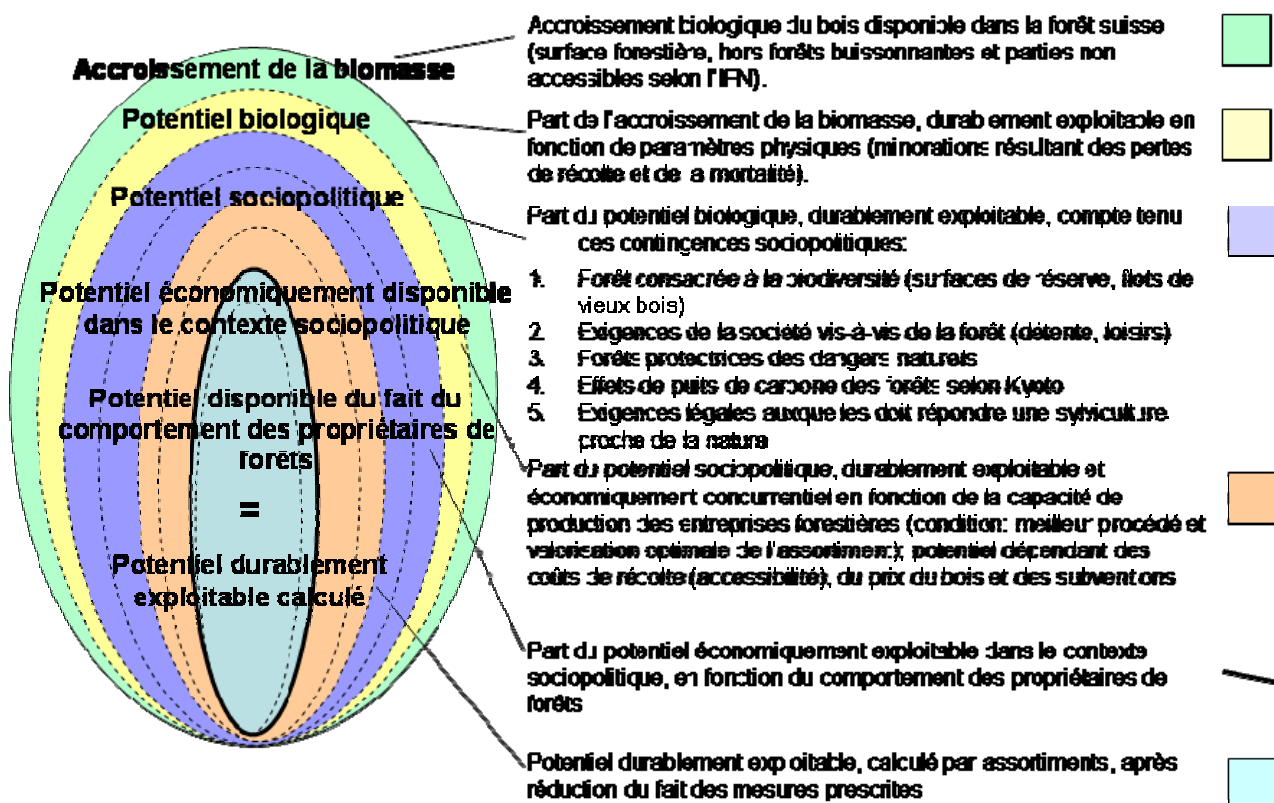 Accroissement de la biomasse
Potentiel biologique
Potentiel sociopolitique
Potentiel économiquement disponible
dans le contexte sociopolitique
Potentiel disponible du fait du
comportement des propriétaires de
forêts
=
Potentiel durablement
exploitable calculé
Accroissement biologique du bois disponible dans la forêt suisse
(surface forestière, hors forêts buissonnantes et parties non
accessibles selon l'IFN).
Part de l'accroissement de la biomasse, durablement exploitable en
fonction de paramètres physiques (minorations résultant des pertes
de récolte et de la mortalité).
Part du potentiel biologique, durablement exploitable, compte tenu
des contingences sociopolitiques:
1. Forêt consacrée à la biodiversité (surfaces de réserve, îlots de
vieux bois)
2. Exigences de la société vis-à-vis de la forêt (détente, loisirs)
3. Forêts protectrices des dangers naturels
4. Effets de puits de carbone des forêts selon Kyoto
5. Exigences légales auxquelles doit répondre une sylviculture
proche de la nature
Part du potentiel sociopolitique, durablement exploitable et
économiquement concurrentiel en fonction de la capacité de
production des entreprises forestières (condition: meilleur procédé et
valorisation optimale de l'assortiment); potentiel dépendant des
coûts de récolte (accessibilité), du prix du bois et des subventions
Part du potentiel économiquement exploitable dans le contexte
sociopolitique, en fonction du comportement des propriétaires de
forêts
Potentiel durablement exploitable, calculé par assortiments, après
réduction du fait des mesures prescrites